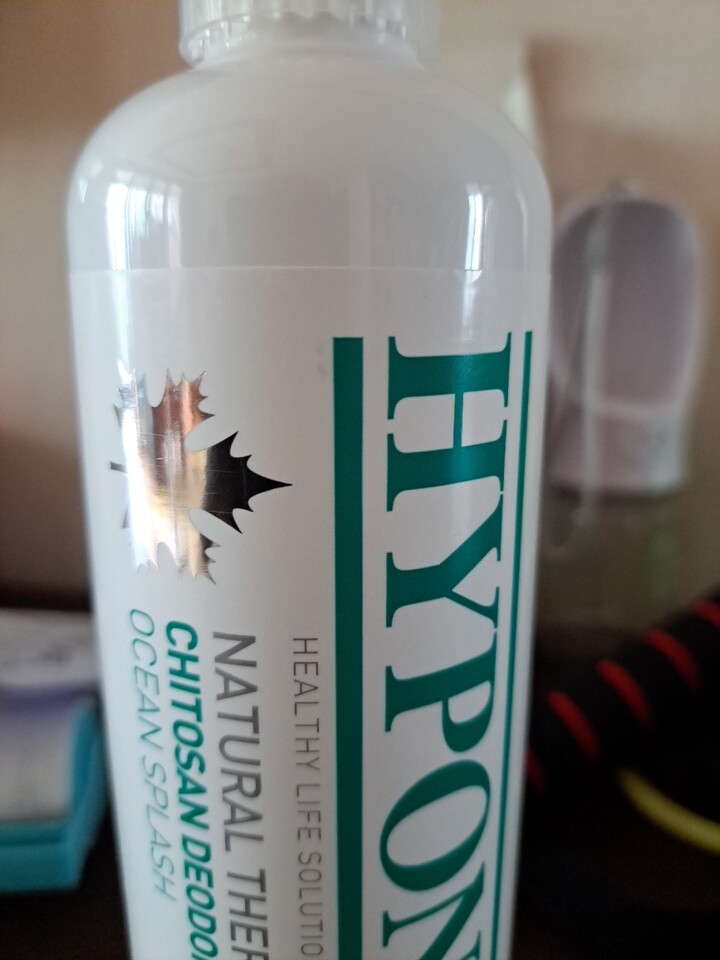 HYPON
HEALTHY LIFE SOLUTIO
NATURAL THER
CHITOSAN DEODO
OCEAN SPLASH